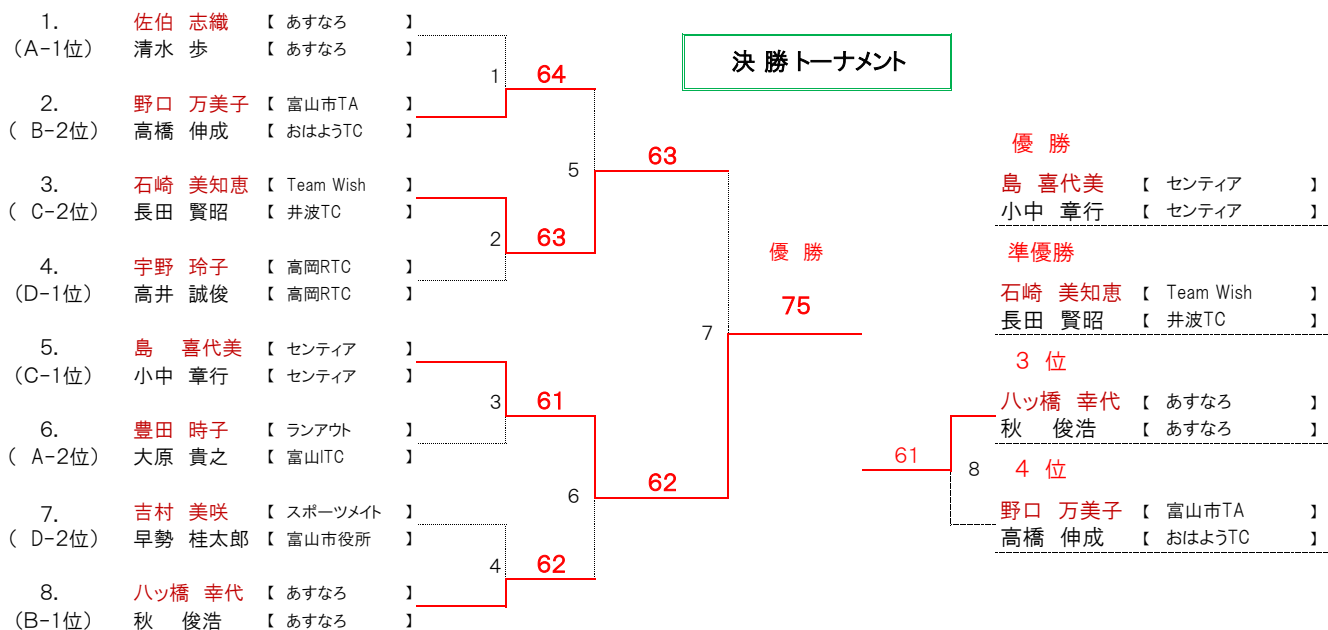 決 勝 トーナメント
1. 佐伯 志織 【 あすなろ 】
(A-1位) 清水 歩 【 あすなろ 】
1 64
2. 野口 万美子 【 富山市TA 】
( B-2位) 高橋 伸成 【 おはようTC 】
5 63
3. 石崎 美知恵 【 Team Wish 】
( C-2位) 長田 賢昭 【 井波TC 】
2 63
4. 宇野 玲子 【 高岡RTC 】
(D-1位) 高井 誠俊 【 高岡RTC 】
優 勝
7 75
5. 島 喜代美 【 センティア 】
(C-1位) 小中 章行 【 センティア 】
3 61
6. 豊田 時子 【 ランアウト 】
( A-2位) 大原 貴之 【 富山ITC 】
6 62
7. 吉村 美咲 【 スポーツメイト 】
( D-2位) 早勢 桂太郎 【 富山市役所 】
4 62
8. 八ッ橋 幸代 【 あすなろ 】
(B-1位) 秋 俊浩 【 あすなろ 】
優 勝
島 喜代美 【 センティア 】
小中 章行 【 センティア 】
準優勝
石崎 美知恵 【 Team Wish 】
長田 賢昭 【 井波TC 】
3 位
八ッ橋 幸代 【 あすなろ 】
秋 俊浩 【 あすなろ 】
61 8 4 位
野口 万美子 【 富山市TA 】
高橋 伸成 【 おはようTC 】